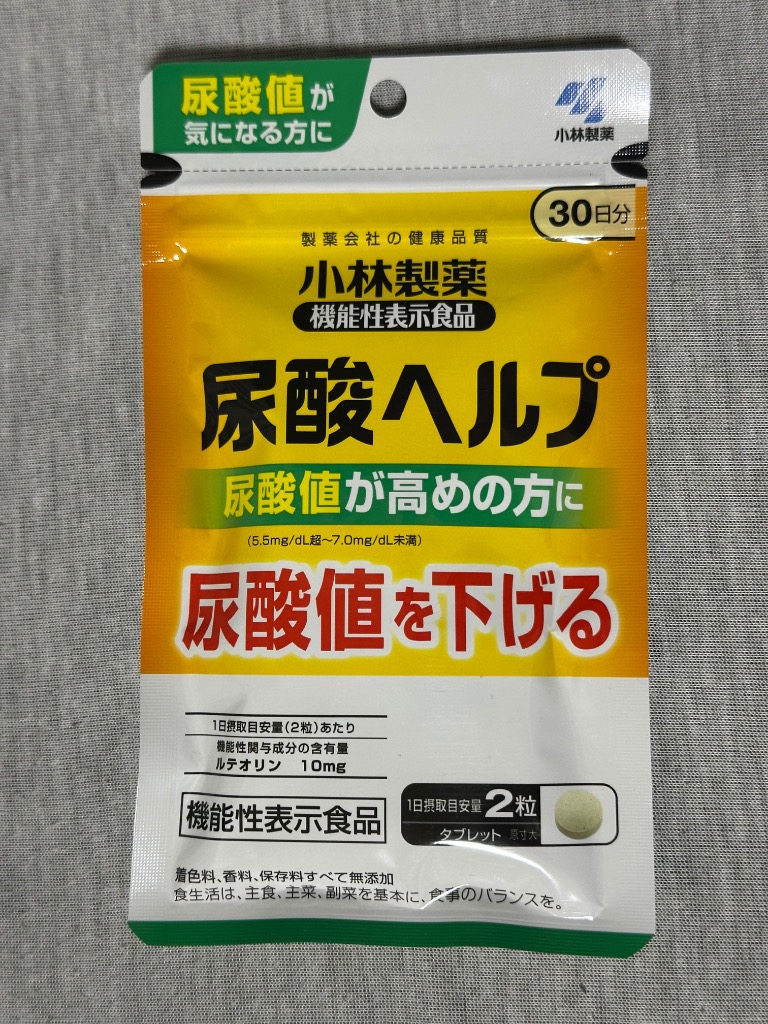 尿酸値が
気になる方に
小林製薬
30日分
製薬会社の健康品質
小林製薬
機能性表示食品
尿酸ヘルプ
尿酸値が高めの方に
(5.5mg/dL超~7.0mg/dL未満)
尿酸値を下げる
1日摂取目安量(2粒)あたり
機能性関与成分の含有量
ルテオリン 10mg
機能性表示食品
1日摂取目安量2粒
タブレット 原寸大
着色料、香料、保存料すべて無添加
食生活は、主食、主菜、副菜を基本に、食事のバランスを。